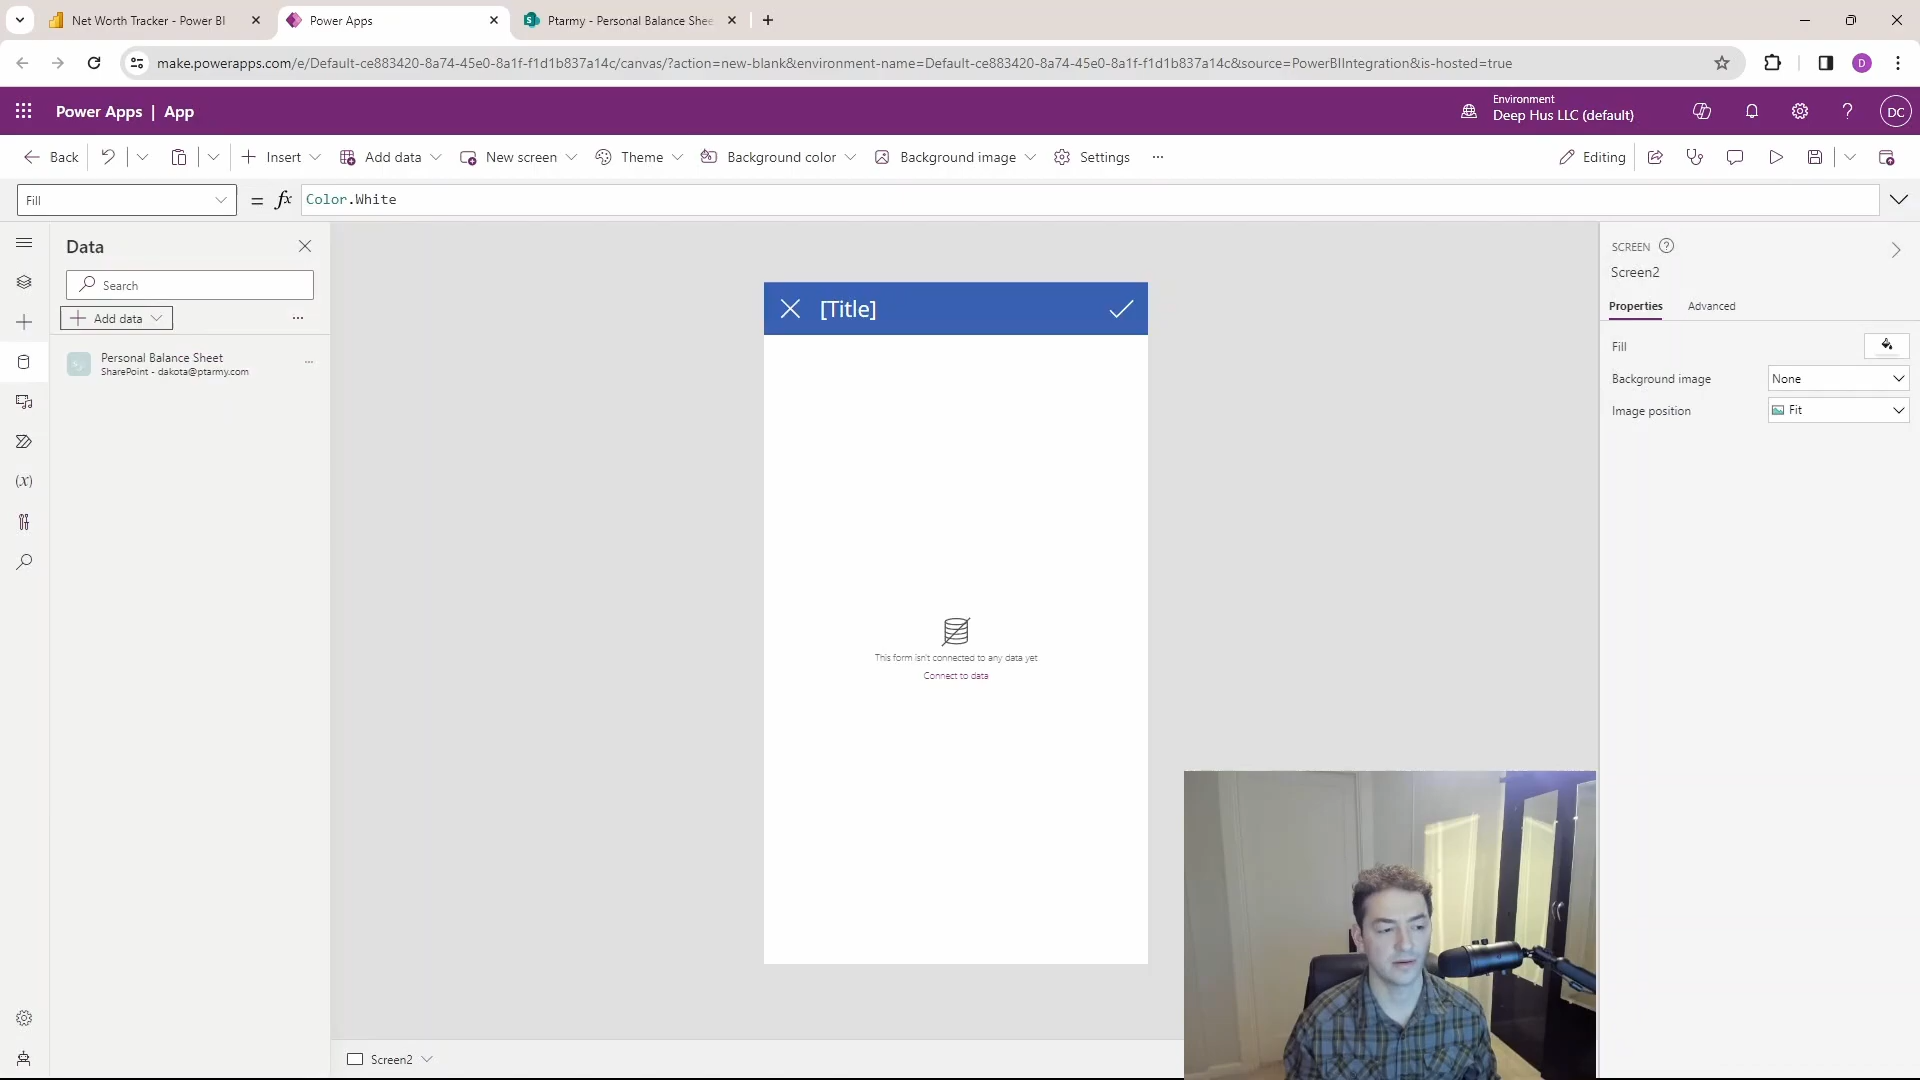 Net Worth Tracker - Power BI
Power Apps
Ptarmy - Personal Balance Shee
make.powerapps.com/e/Default-ce883420-8a74-45e0-8a1f-f1d1b837a14c/canvas/?action=new-blank&environment-name=Default-ce883420-8a74-45e0-8a1f-f1d1b837a14c&source=PowerBIIntegration&is-hosted=true
D
Power Apps | App
Environment
Deep Hus LLC (default)
DC
Back
Insert
Add data
New screen
Theme
Background color
Background image
Settings
Editing
Fill
= fx
Color.White
Data
Search
Add data
Personal Balance Sheet
SharePoint - dakota@ptarmy.com
(x)
[Title]
This form isn't connected to any data yet
Connect to data
SCREEN
Screen2
Properties
Advanced
Fill
Background image
None
Image position
Fit
Screen2